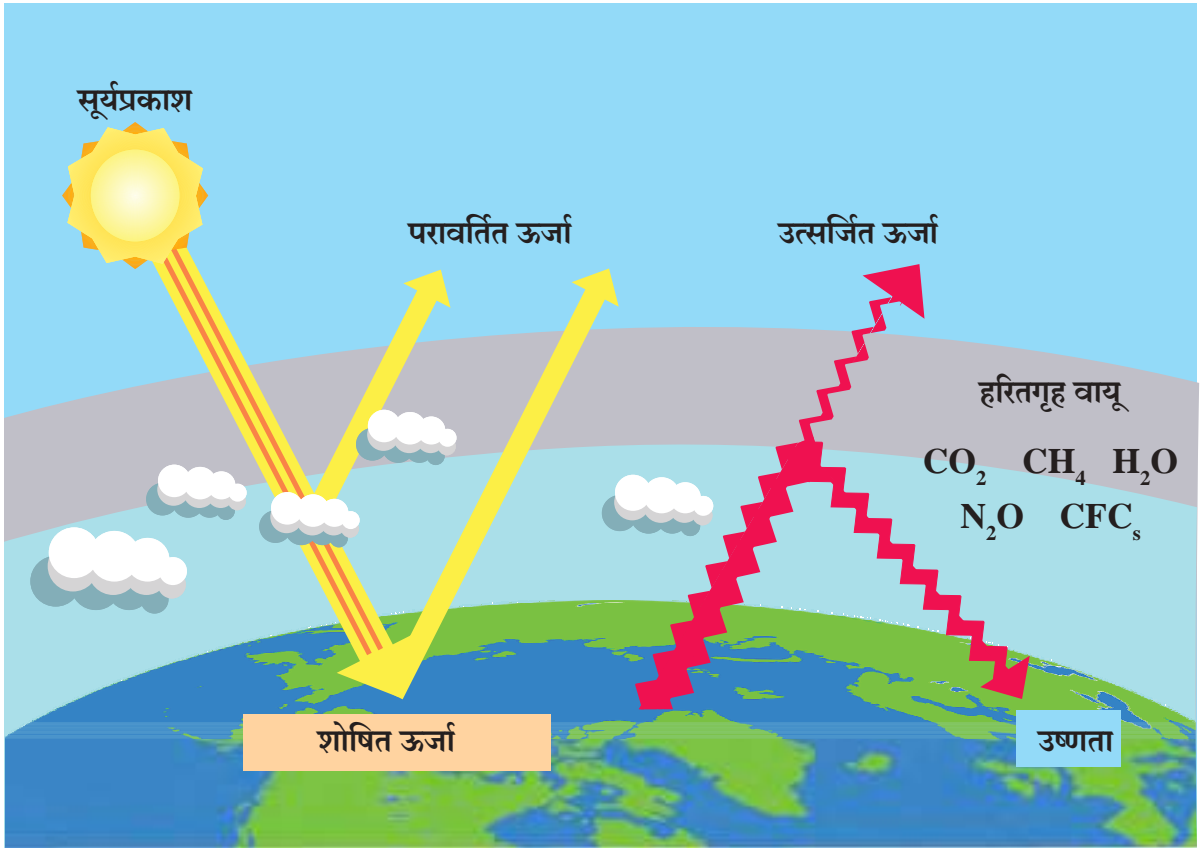 सूर्यप्रकाश
परावर्तित ऊर्जा
उत्सर्जित ऊर्जा
हरितगृह वायू
CO₂ CH₄ H₂O
N₂O CFCₛ
शोषित ऊर्जा
उष्णता